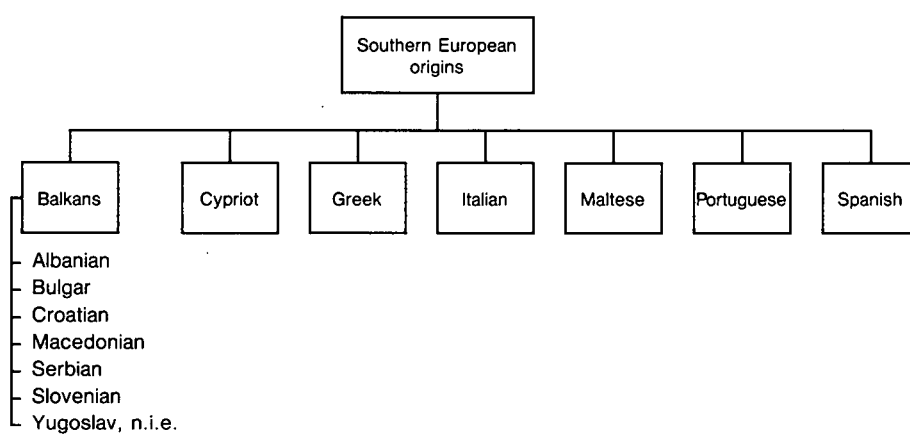 Southern European
origins
Balkans
Cypriot
Greek
Italian
Maltese
Portuguese
Spanish
Albanian
Bulgar
Croatian
Macedonian
Serbian
Slovenian
Yugoslav, n.i.e.